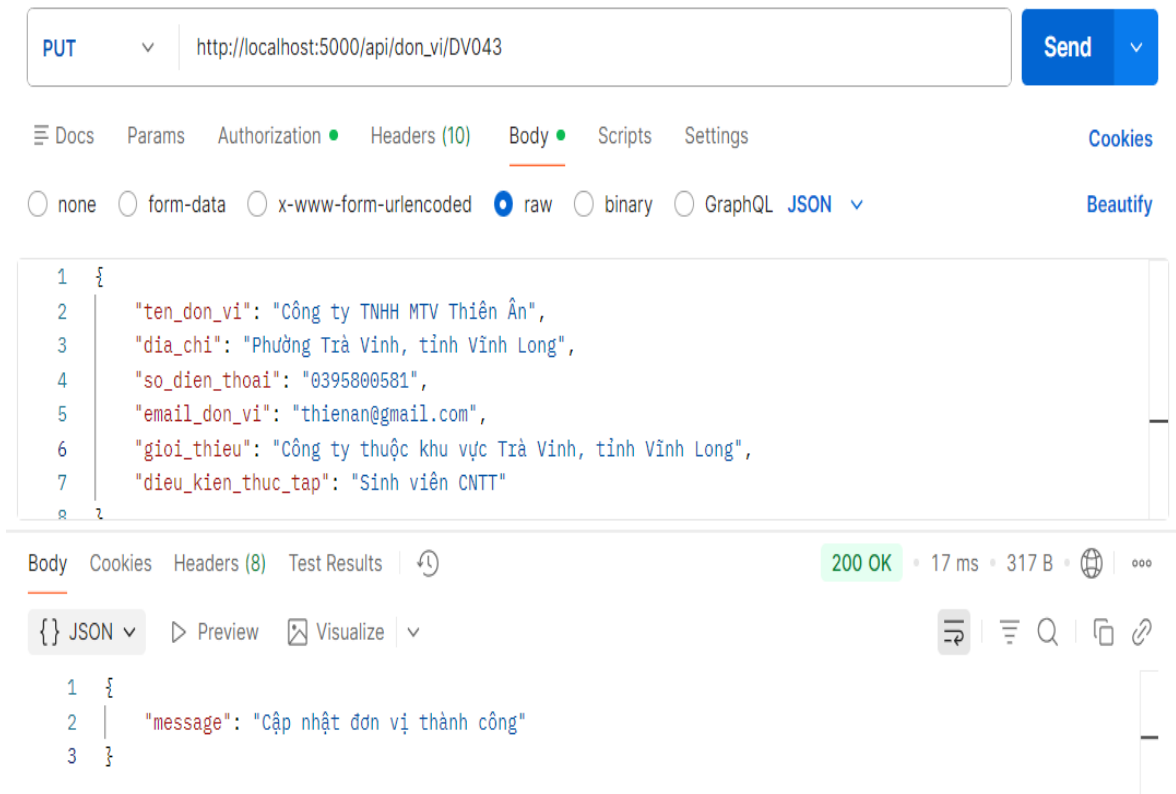 PUT http://localhost:5000/api/don_vi/DV043 Send
Docs Params Authorization Headers (10) Body Scripts Settings Cookies
none form-data x-www-form-urlencoded raw binary GraphQL JSON Beautify
1 {
2 "ten_don_vi": "Công ty TNHH MTV Thiên Ân",
3 "dia_chi": "Phường Trà Vinh, tỉnh Vĩnh Long",
4 "so_dien_thoai": "0395800581",
5 "email_don_vi": "thienan@gmail.com",
6 "gioi_thieu": "Công ty thuộc khu vực Trà Vinh, tỉnh Vĩnh Long",
7 "dieu_kien_thuc_tap": "Sinh viên CNTT"
8 }
Body Cookies Headers (8) Test Results 200 OK 17 ms 317 B
{} JSON Preview Visualize
1 {
2 "message": "Cập nhật đơn vị thành công"
3 }